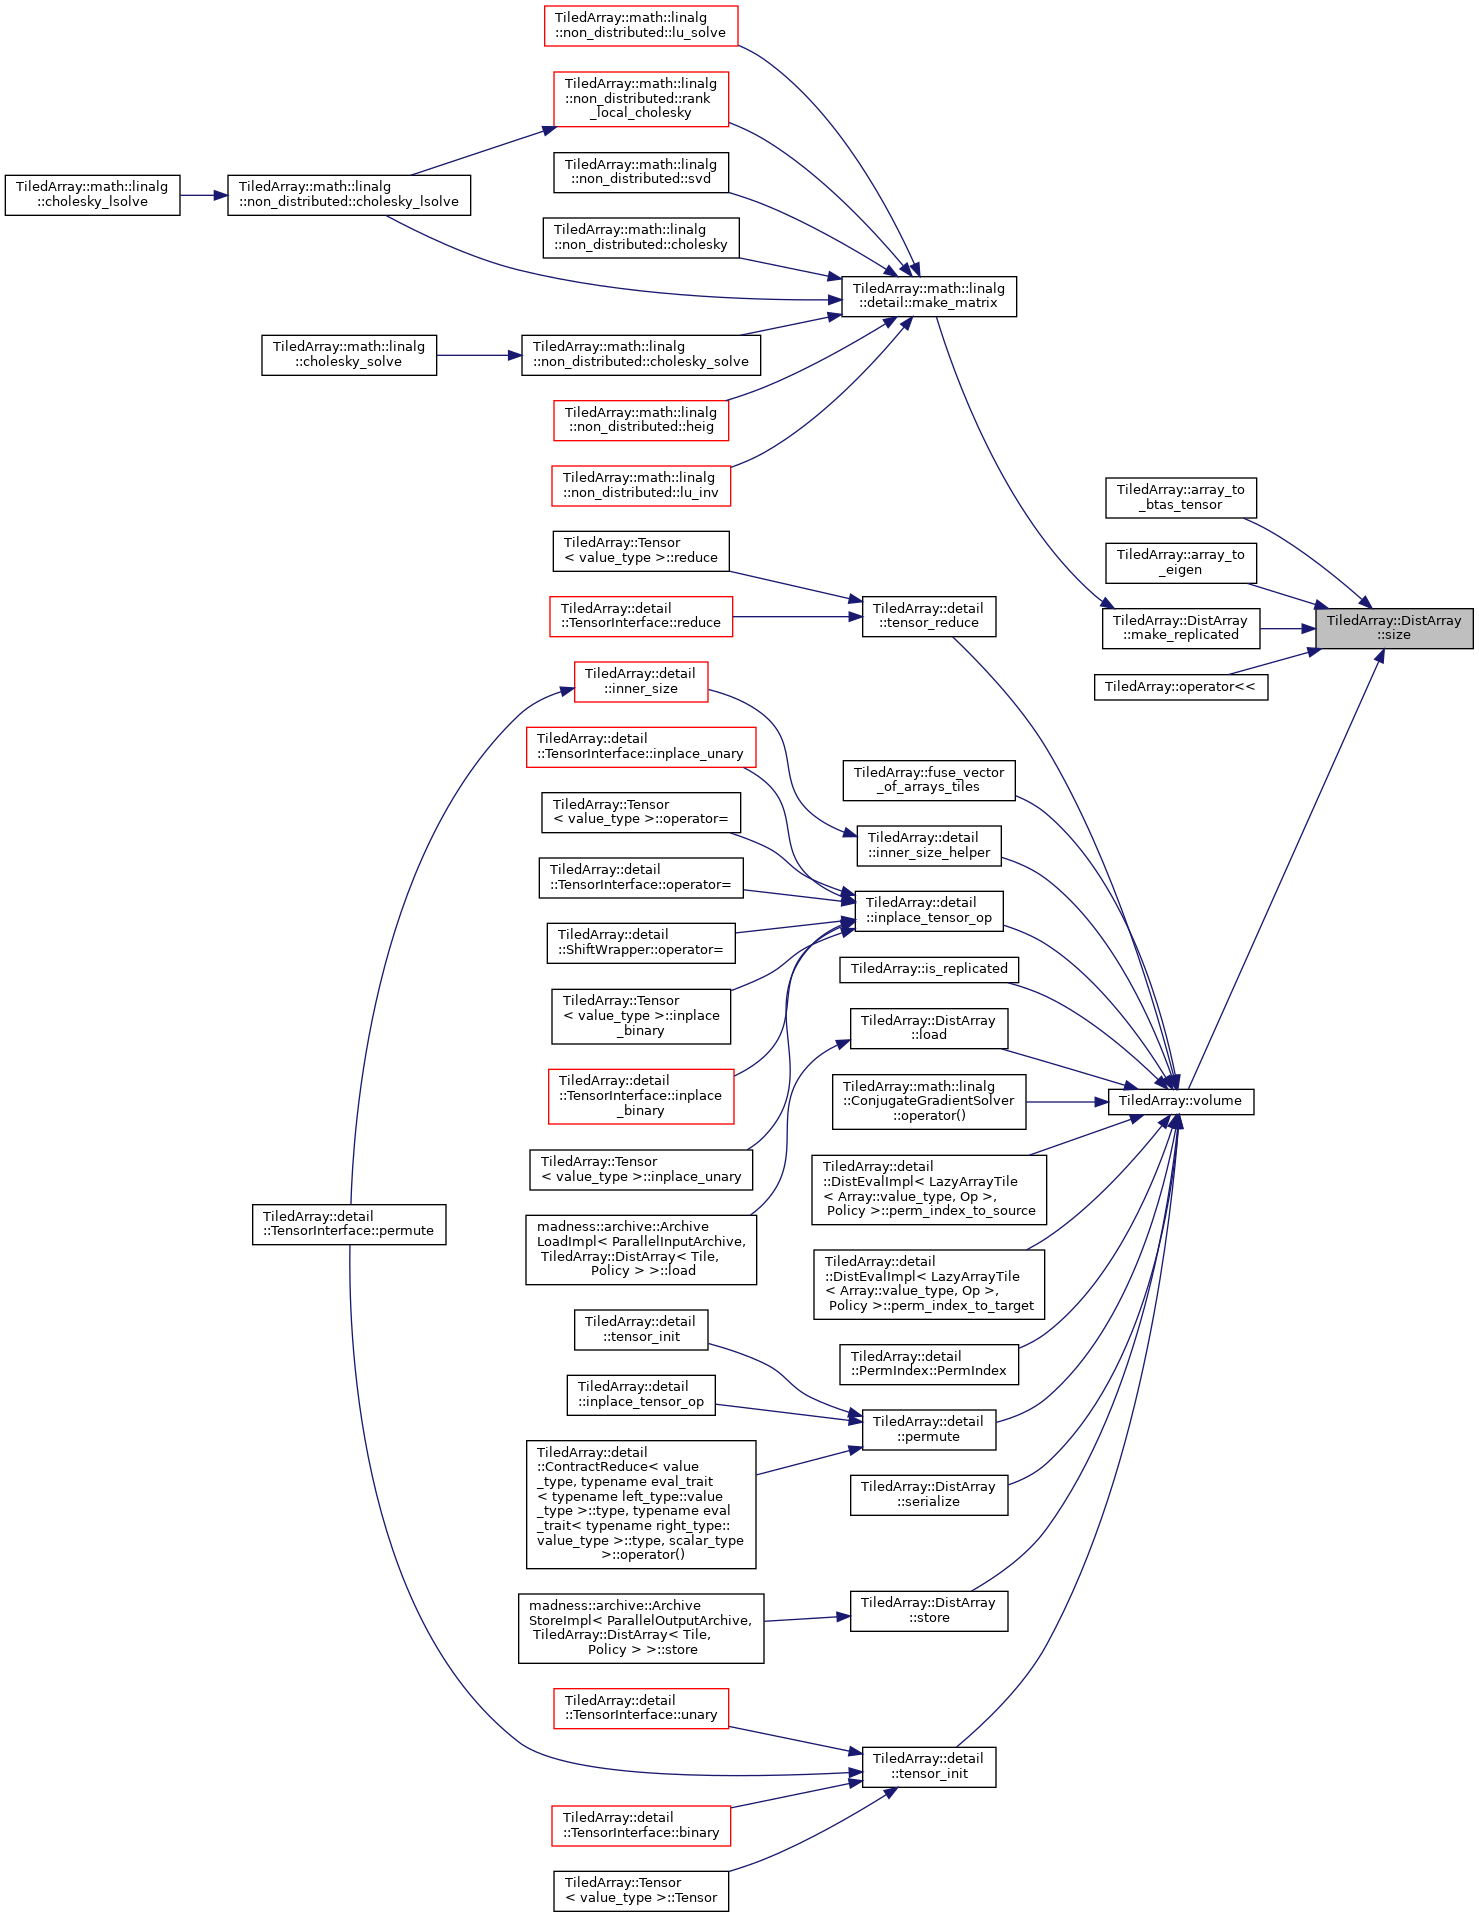 TiledArray::math::linalg
::non_distributed::lu_solve
TiledArray::math::linalg
::non_distributed::rank
_local_cholesky
TiledArray::math::linalg
::non_distributed::svd
TiledArray::math::linalg
::cholesky_lsolve
TiledArray::math::linalg
::non_distributed::cholesky_lsolve
TiledArray::math::linalg
::non_distributed::cholesky
TiledArray::math::linalg
::detail::make_matrix
TiledArray::math::linalg
::cholesky_solve
TiledArray::math::linalg
::non_distributed::cholesky_solve
TiledArray::math::linalg
::non_distributed::heig
TiledArray::math::linalg
::non_distributed::lu_inv
TiledArray::array_to
_btas_tensor
TiledArray::Tensor
< value_type >::reduce
TiledArray::array_to
_eigen
TiledArray::detail
::TensorInterface::reduce
TiledArray::detail
::tensor_reduce
TiledArray::DistArray
::make_replicated
TiledArray::DistArray
::size
TiledArray::detail
::inner_size
TiledArray::operator<<
TiledArray::detail
::TensorInterface::inplace_unary
TiledArray::fuse_vector
_of_arrays_tiles
TiledArray::Tensor
< value_type >::operator=
TiledArray::detail
::inner_size_helper
TiledArray::detail
::TensorInterface::operator=
TiledArray::detail
::inplace_tensor_op
TiledArray::detail
::ShiftWrapper::operator=
TiledArray::is_replicated
TiledArray::Tensor
< value_type >::inplace
_binary
TiledArray::DistArray
::load
TiledArray::detail
::TensorInterface::inplace
_binary
TiledArray::math::linalg
::ConjugateGradientSolver
::operator()
TiledArray::volume
TiledArray::Tensor
< value_type >::inplace_unary
TiledArray::detail
::DistEvalImpl< LazyArrayTile
< Array::value_type, Op >,
Policy >::perm_index_to_source
TiledArray::detail
::TensorInterface::permute
madness::archive::Archive
LoadImpl< ParallelInputArchive,
TiledArray::DistArray< Tile,
Policy > >::load
TiledArray::detail
::DistEvalImpl< LazyArrayTile
< Array::value_type, Op >,
Policy >::perm_index_to_target
TiledArray::detail
::tensor_init
TiledArray::detail
::PermIndex::PermIndex
TiledArray::detail
::inplace_tensor_op
TiledArray::detail
::permute
TiledArray::detail
::ContractReduce< value
_type, typename eval_trait
< typename left_type::value
_type >::type, typename eval
_trait< typename right_type::
value_type >::type, scalar_type
>::operator()
TiledArray::DistArray
::serialize
madness::archive::Archive
StoreImpl< ParallelOutputArchive,
TiledArray::DistArray< Tile,
Policy > >::store
TiledArray::DistArray
::store
TiledArray::detail
::TensorInterface::unary
TiledArray::detail
::tensor_init
TiledArray::detail
::TensorInterface::binary
TiledArray::Tensor
< value_type >::Tensor